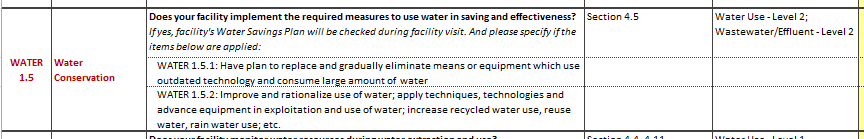 Does your facility implement the required measures to use water in saving and effectiveness?
If yes, facility's Water Savings Plan will be checked during facility visit. And please specify if the
items below are applied:
Section 4.5
Water Use - Level 2;
Wastewater/Effluent - Level 2
WATER
1.5
Water
Conservation
WATER 1.5.1: Have plan to replace and gradually eliminate means or equipment which use
outdated technology and consume large amount of water
WATER 1.5.2: Improve and rationalize use of water; apply techniques, technologies and
advance equipment in exploitation and use of water; increase recycled water use, reuse
water, rain water use; etc.